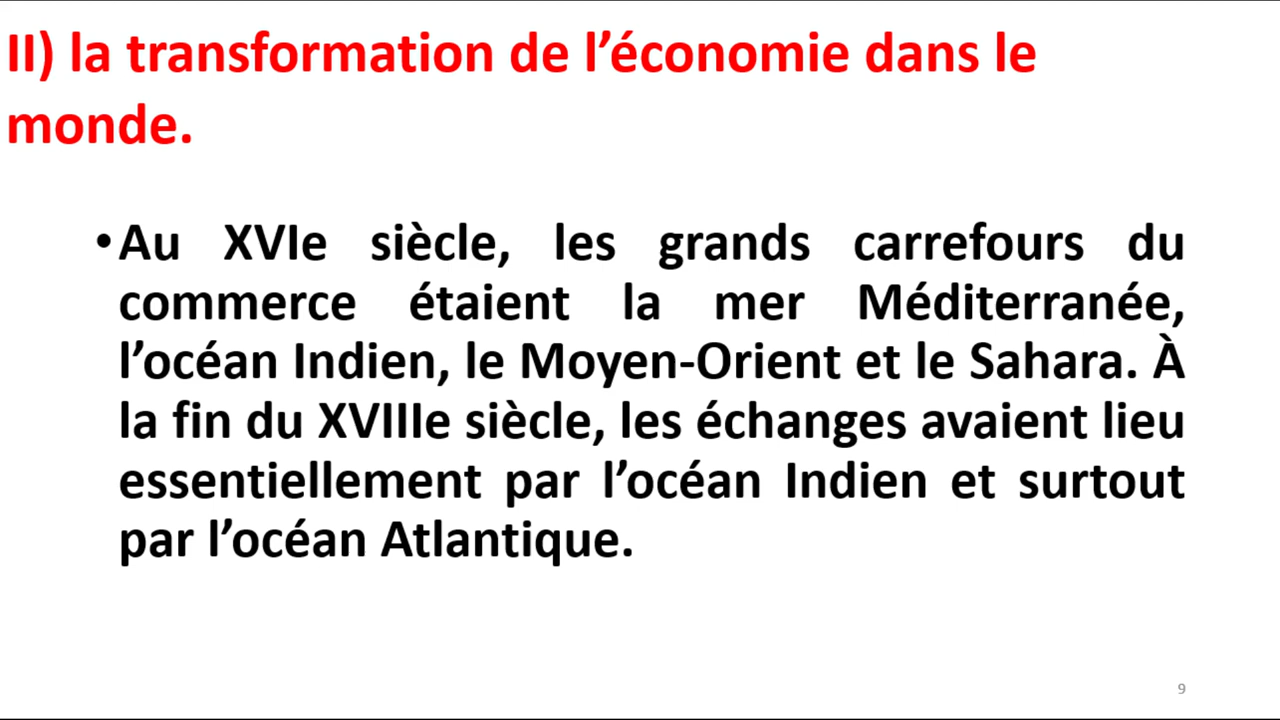 II) la transformation de l’économie dans le
monde.
•Au XVIe siècle, les grands carrefours du
commerce étaient la mer Méditerranée,
l’océan Indien, le Moyen-Orient et le Sahara. À
la fin du XVIIIe siècle, les échanges avaient lieu
essentiellement par l’océan Indien et surtout
par l’océan Atlantique.
9